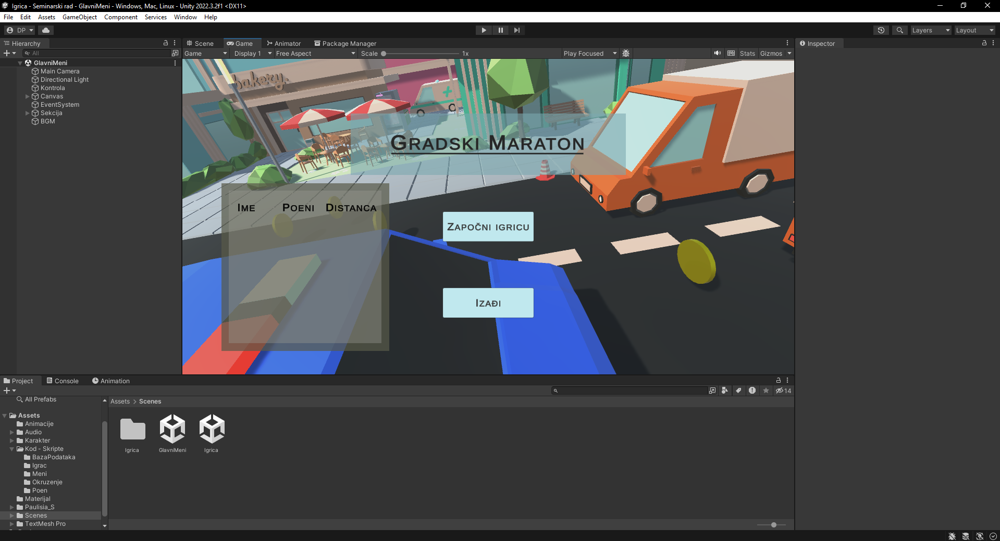 Igrica - Seminarski rad - GlavniMeni - Windows, Mac, Linux - Unity 2022.3.2f1 <DX11>
File Edit Assets GameObject Component Services Window Help
DP Layers Layout
Hierarchy
All
GlavniMeni
Main Camera
Directional Light
Kontrola
Canvas
EventSystem
Sekcija
BGM
Scene Game Animator Package Manager
Game Display 1 Free Aspect Scale 1x Play Focused Stats Gizmos
bakery
Gradski Maraton
Ime Poeni Distanca
Započni igricu
Izađi
Inspector
Project Console Animation
14
All Prefabs
Assets
Animacije
Audio
Karakter
Kod - Skripte
BazaPodataka
Igrac
Meni
Okruzenje
Poen
Materijal
Paulisia_S
Scenes
TextMesh Pro
Assets > Scenes
Igrica GlavniMeni Igrica